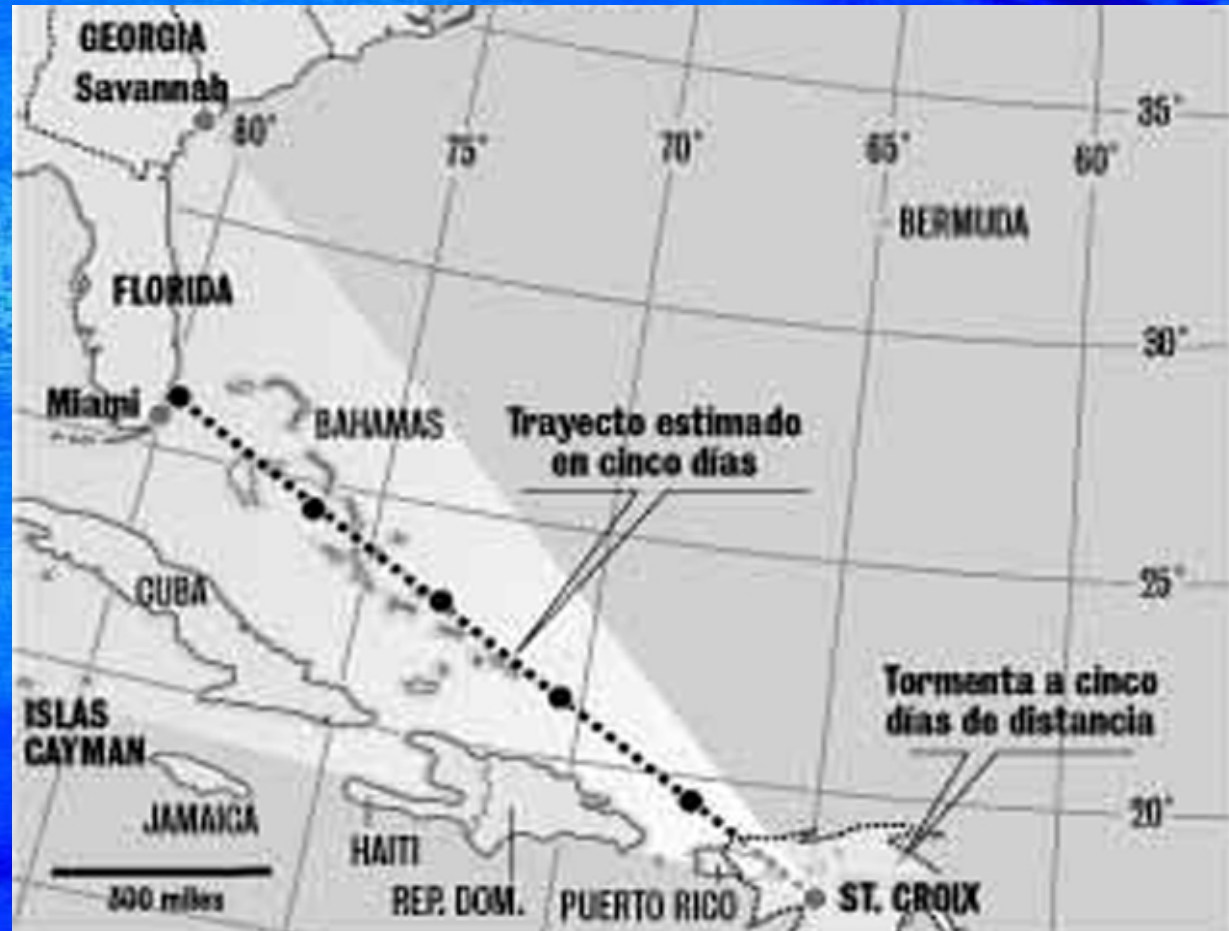 GEORGIA
Savannah
80°
75°
70°
65°
60°
35°
BERMUDA
FLORIDA
30°
Miami
BAHAMAS
Trayecto estimado
en cinco días
25°
CUBA
Tormenta a cinco
días de distancia
ISLAS
CAYMAN
JAMAICA
20°
HAITI
300 miles
REP. DOM.
PUERTO RICO
ST. CROIX